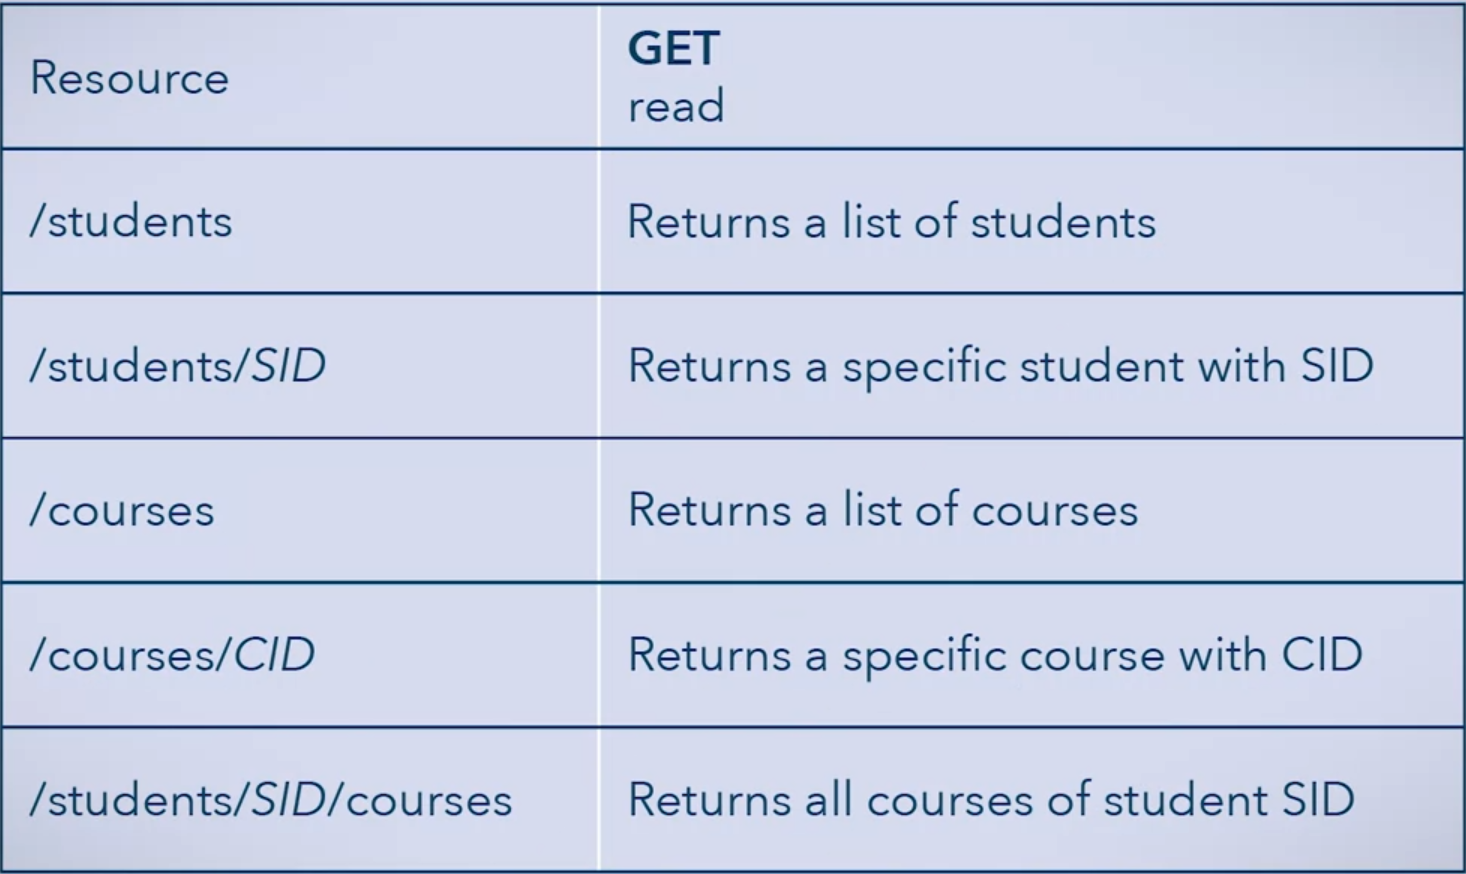 Resource
GET
read
/students
Returns a list of students
/students/SID
Returns a specific student with SID
/courses
Returns a list of courses
/courses/CID
Returns a specific course with CID
/students/SID/courses
Returns all courses of student SID